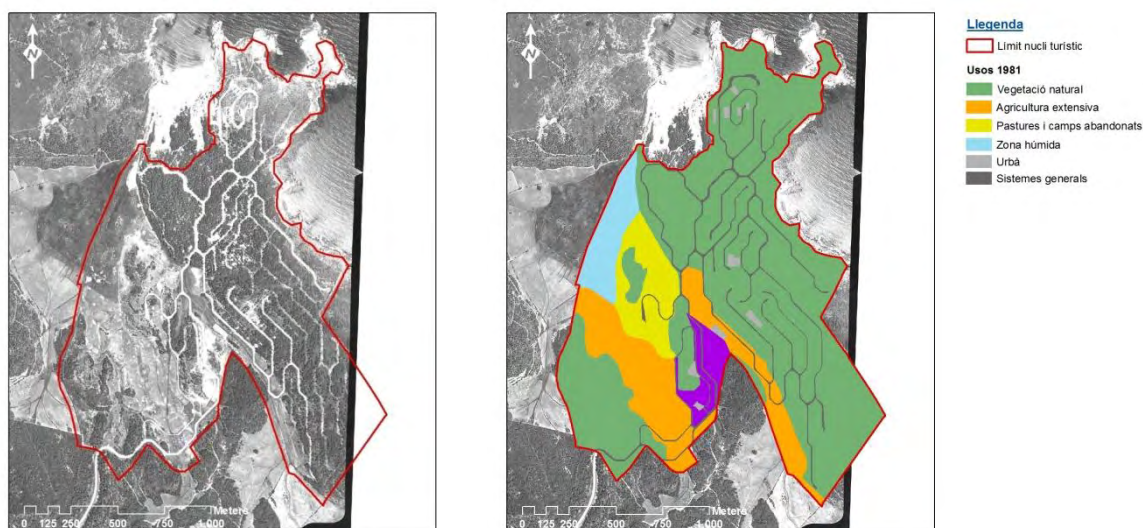 N
Meters
0 125 250 500 750 1.000
N
Meters
0 125 250 500 750 1.000
Llegenda
Límit nucli turístic
Usos 1981
Vegetació natural
Agricultura extensiva
Pastures i camps abandonats
Zona húmida
Urbà
Sistemes generals